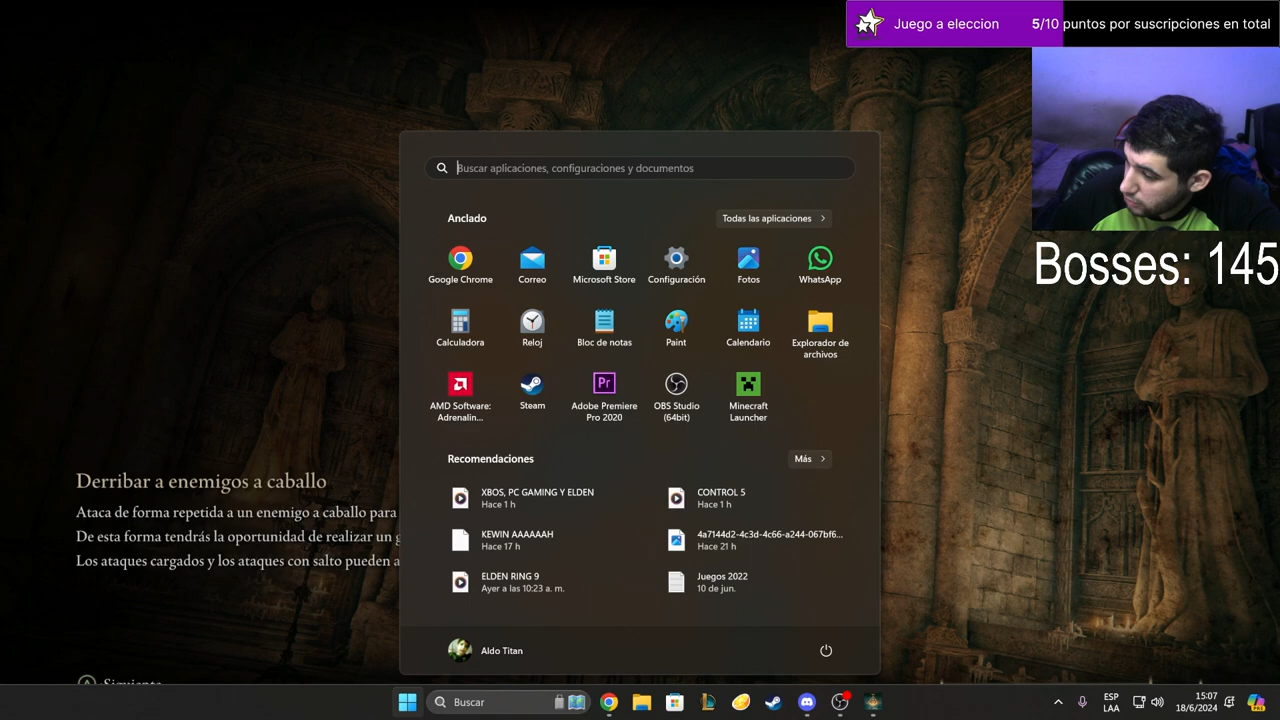 Juego a eleccion 5/10 puntos por suscripciones en total
Bosses: 145
Buscar aplicaciones, configuraciones y documentos
Anclado Todas las aplicaciones
Google Chrome Correo Microsoft Store Configuración Fotos WhatsApp
Calculadora Reloj Bloc de notas Paint Calendario Explorador de
archivos
AMD Software: Steam Adobe Premiere OBS Studio Minecraft
Adrenalin... Pro 2020 (64bit) Launcher
Recomendaciones Más
XBOS, PC GAMING Y ELDEN CONTROL 5
Hace 1 h Hace 1 h
KEWIN AAAAAAH 4a7144d2-4c3d-4c66-a244-067bf6...
Hace 17 h Hace 21 h
ELDEN RING 9 Juegos 2022
Ayer a las 10:23 a. m. 10 de jun.
Aldo Titan
Derribar a enemigos a caballo
Ataca de forma repetida a un enemigo a caballo para
De esta forma tendrás la oportunidad de realizar un g
Los ataques cargados y los ataques con salto pueden a
Siguiente
Buscar
ESP
LAA
15:07
18/6/2024